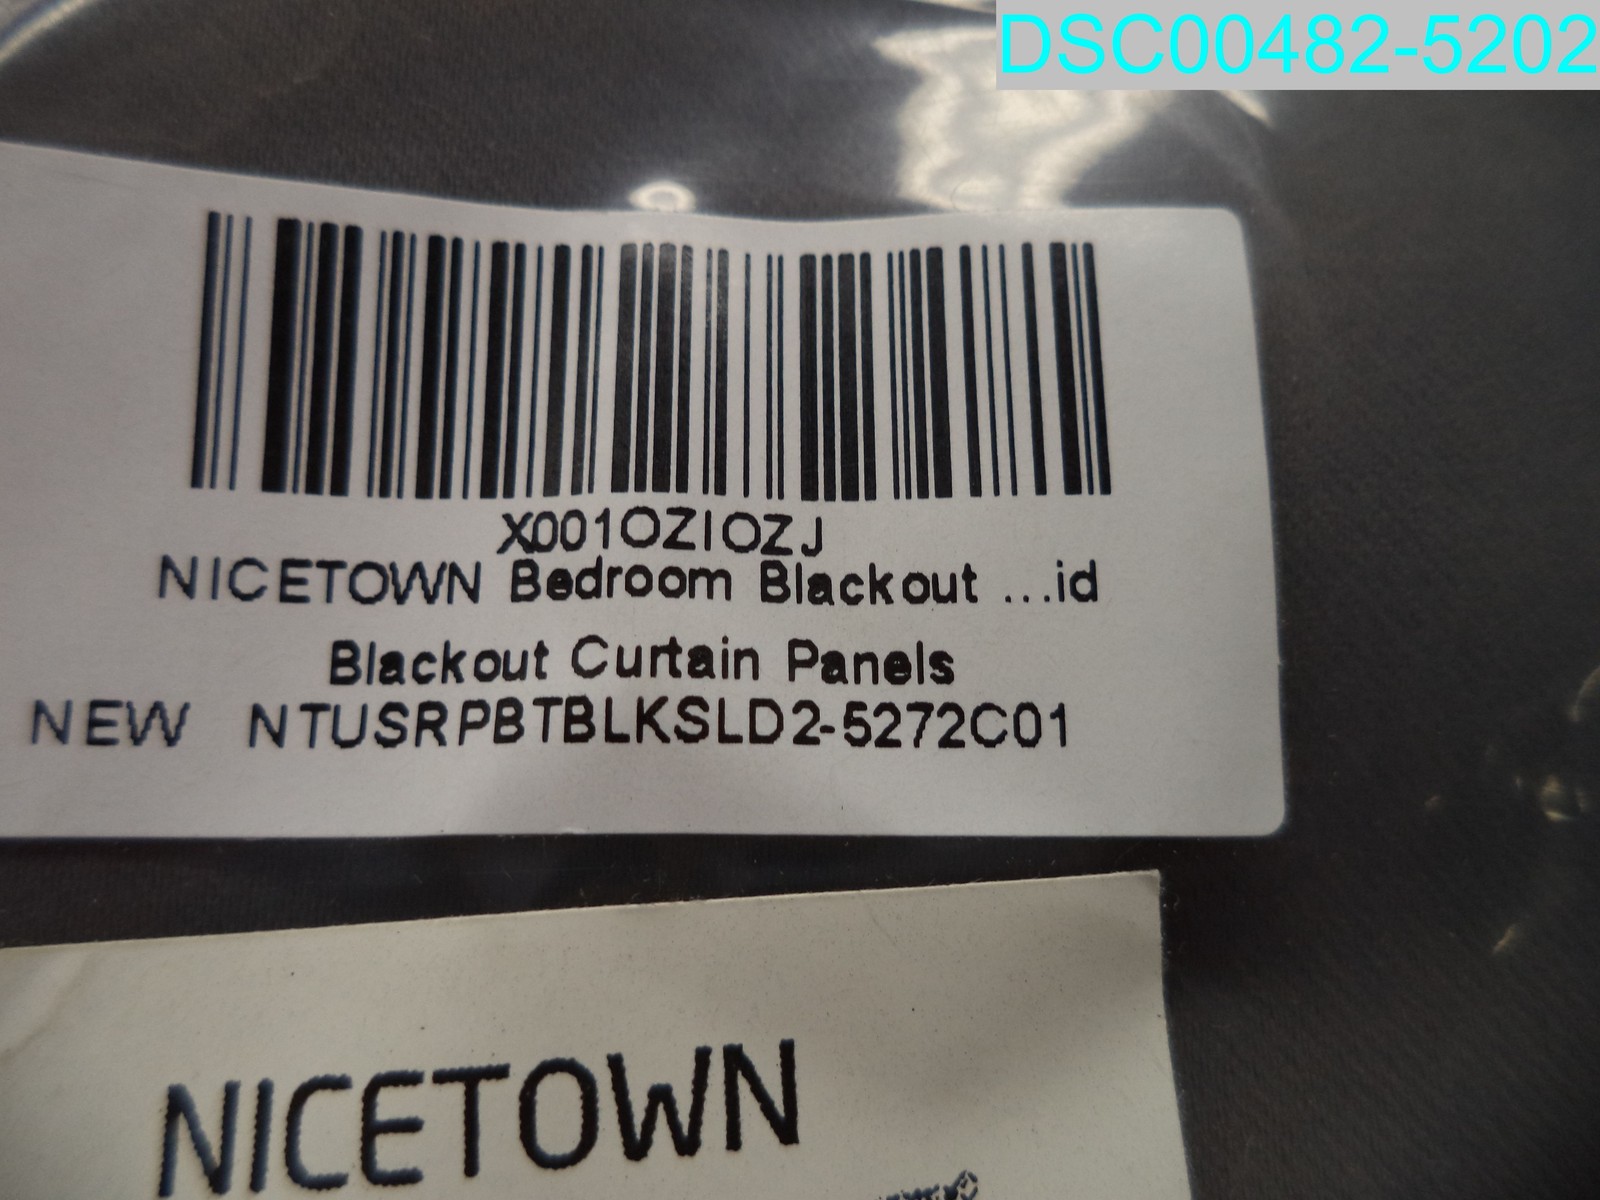 DSC00482-5202
X001OZIOZJ
NICETOWN Bedroom Blackout ...id
Blackout Curtain Panels
NEW NTUSRPBTBLKSLD2-5272C01
NICETOWN